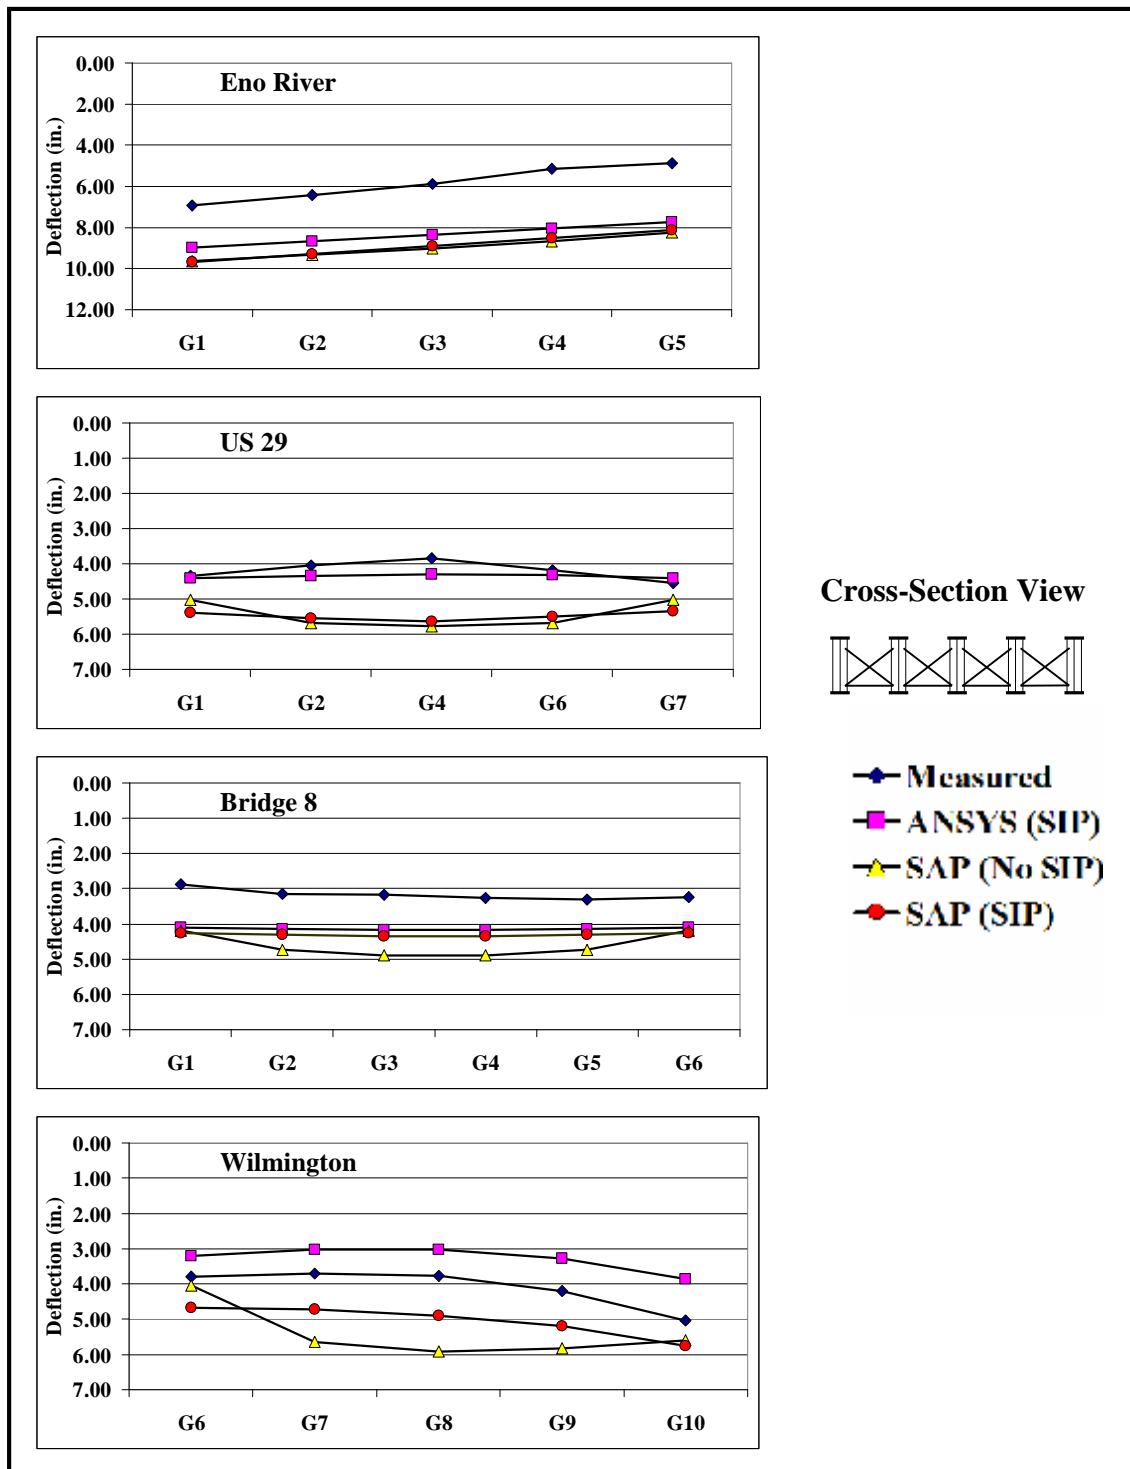 Eno River
Deflection (in.)
0.00
2.00
4.00
6.00
8.00
10.00
12.00
G1 G2 G3 G4 G5
US 29
Deflection (in.)
0.00
1.00
2.00
3.00
4.00
5.00
6.00
7.00
G1 G2 G4 G6 G7
Bridge 8
Deflection (in.)
0.00
1.00
2.00
3.00
4.00
5.00
6.00
7.00
G1 G2 G3 G4 G5 G6
Wilmington
Deflection (in.)
0.00
1.00
2.00
3.00
4.00
5.00
6.00
7.00
G6 G7 G8 G9 G10
Cross-Section View
Measured
ANSYS (SIP)
SAP (No SIP)
SAP (SIP)